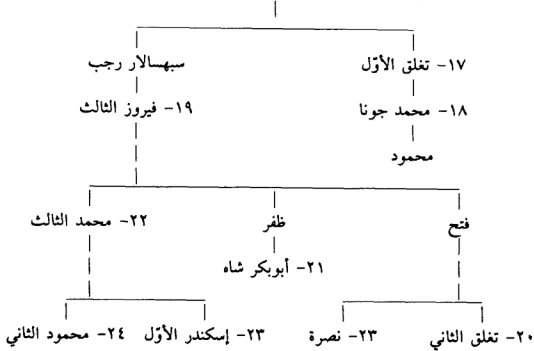 ١٧- تغلق الأوّل سبهسالار رجب
١٨- محمد جونا ١٩- فيروز الثالث
محمود
فتح ظفر ٢٢- محمد الثالث
٢١- أبوبكر شاه
٢٠- تغلق الثاني ٢٣- نصرة ٢٣- إسكندر الأوّل ٢٤- محمود الثاني